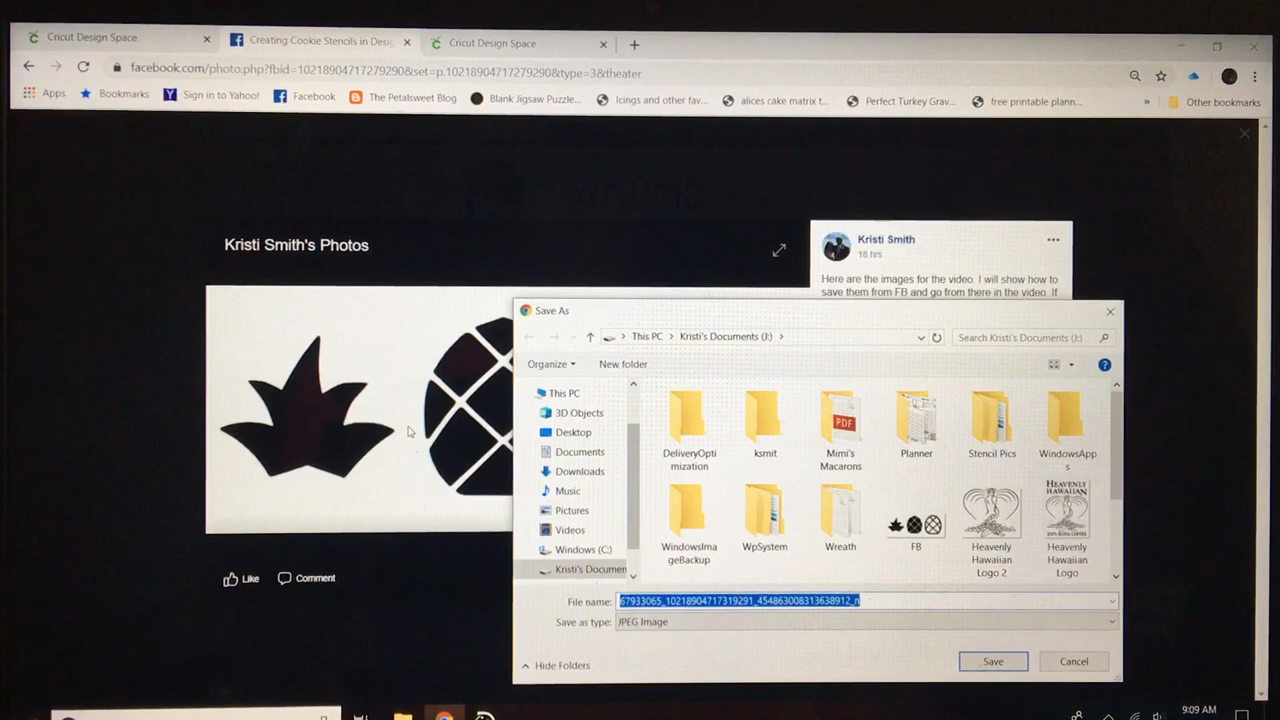 Cricut Design Space
Creating Cookie Stencils in Desig
Cricut Design Space
facebook.com/photo.php?fbid=10218904717279290&set=p.10218904717279290&type=3&theater
Apps
Bookmarks
Sign in to Yahoo!
Facebook
The Petalsweet Blog
Blank Jigsaw Puzzle...
Icings and other fav...
alices cake matrix t...
Perfect Turkey Grav...
free printable plann...
»
Other bookmarks
Kristi Smith's Photos
Kristi Smith
18 hrs
Here are the images for the video. I will show how to
save them from FB and go from there in the video. If
Like
Comment
Save As
This PC > Kristi's Documents (J:) >
Search Kristi's Documents (J:)
Organize
New folder
This PC
3D Objects
Desktop
Documents
Downloads
Music
Pictures
Videos
Windows (C:)
Kristi's Documen
DeliveryOpti
mization
ksmit
PDF
Mimi's
Macarons
Planner
Stencil Pics
WindowsApp
s
WindowsIma
geBackup
WpSystem
Wreath
FB
Heavenly
Hawaiian
Logo 2
HEAVENLY
HAWAIIAN
Heavenly
Hawaiian
Logo
File name:
67933065_10218904717319291_454863008313638912_n
Save as type:
JPEG Image
Hide Folders
Save
Cancel
9:09 AM